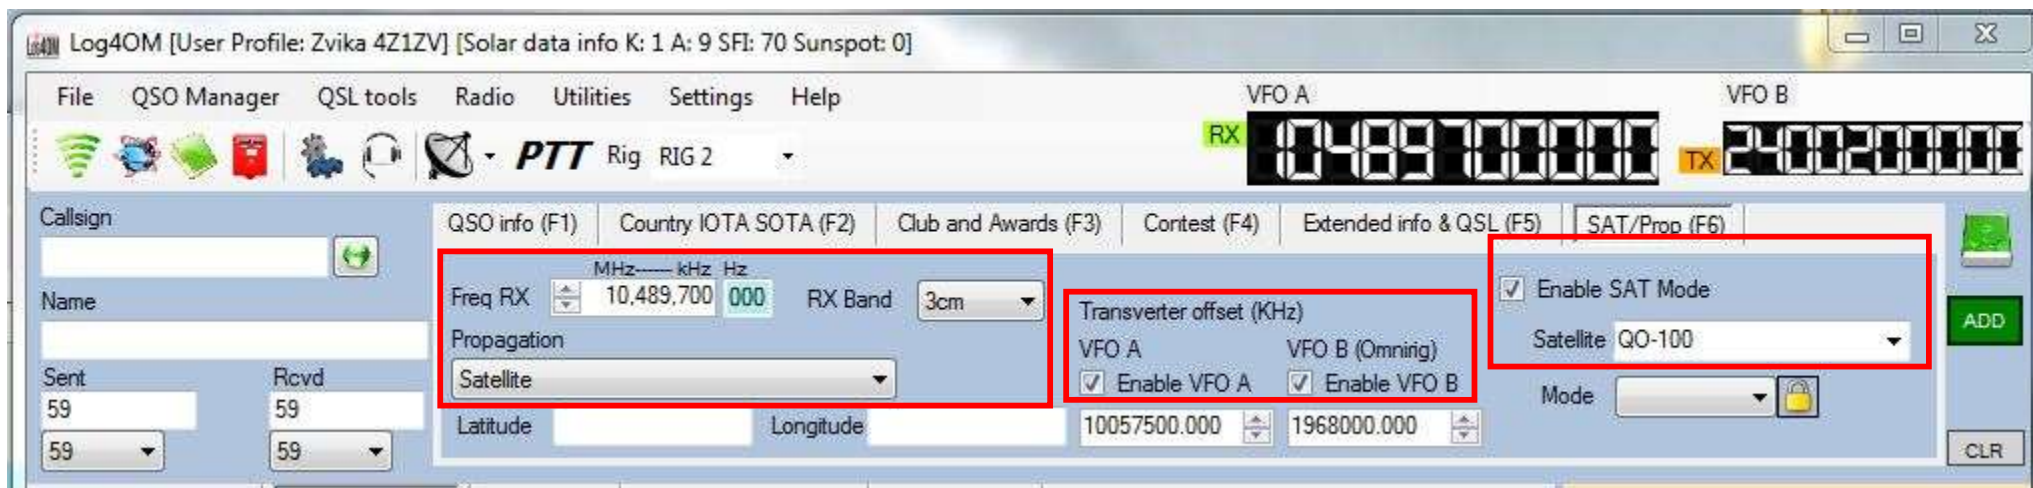 Log4OM [User Profile: Zvika 4Z1ZV] [Solar data info K: 1 A: 9 SFI: 70 Sunspot: 0]
File QSO Manager QSL tools Radio Utilities Settings Help
VFO A VFO B
PTT Rig RIG 2
RX 10489700000 TX 2400200000
Callsign
QSO info (F1) Country IOTA SOTA (F2) Club and Awards (F3) Contest (F4) Extended info & QSL (F5) SAT/Prop (F6)
MHz------ kHz Hz
Freq RX 10,489,700 000 RX Band 3cm
Enable SAT Mode
Name
Transverter offset (KHz)
ADD
Propagation
VFO A VFO B (Omnirig)
Satellite QO-100
Sent Rcvd
Satellite
Enable VFO A Enable VFO B
Mode
59 59
Latitude Longitude 10057500.000 1968000.000
59 59
CLR